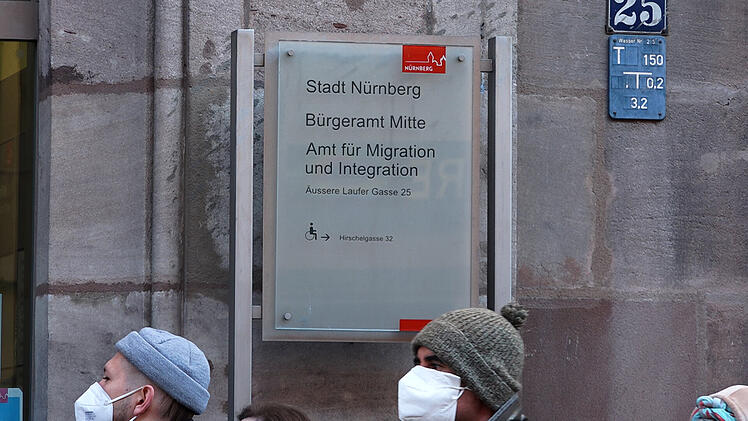 NÜRNBERG
Stadt Nürnberg
Bürgeramt Mitte
Amt für Migration
und Integration
Äussere Laufer Gasse 25
Hirschelgasse 32
25
T 150
T 0.2
3.2